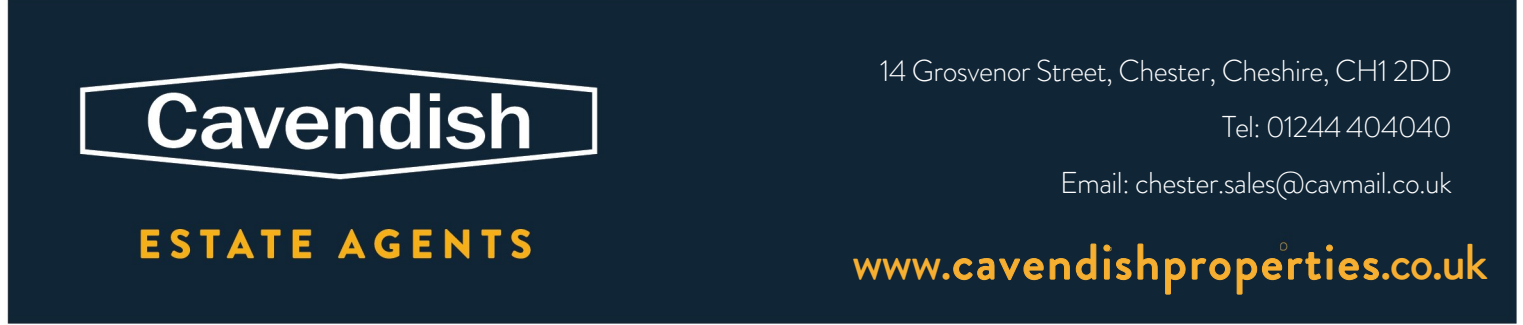 Cavendish
ESTATE AGENTS
14 Grosvenor Street, Chester, Cheshire, CH1 2DD
Tel: 01244 404040
Email: chester.sales@cavmail.co.uk
www.cavendishproperties.co.uk